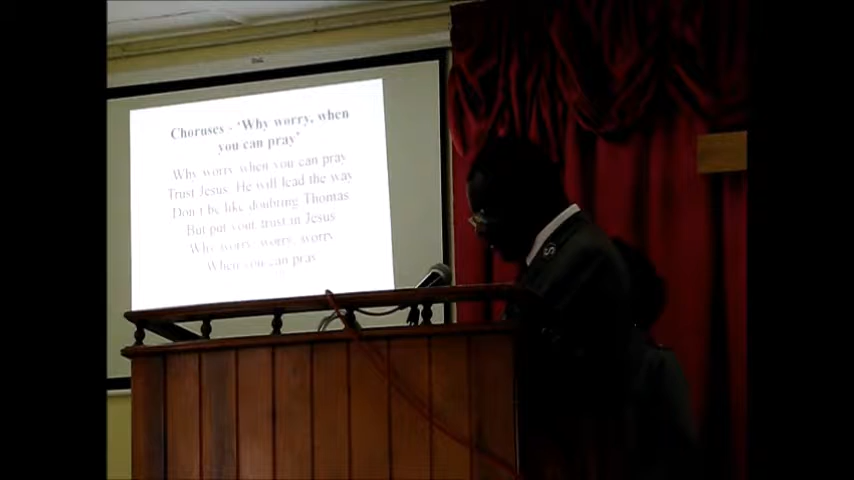 Choruses - 'Why worry, when
you can pray'
Why worry when you can pray
Trust Jesus. He will lead the way
Don't be like doubting Thomas
But put your trust in Jesus
Why worry, worry, worry
When you can pray
S